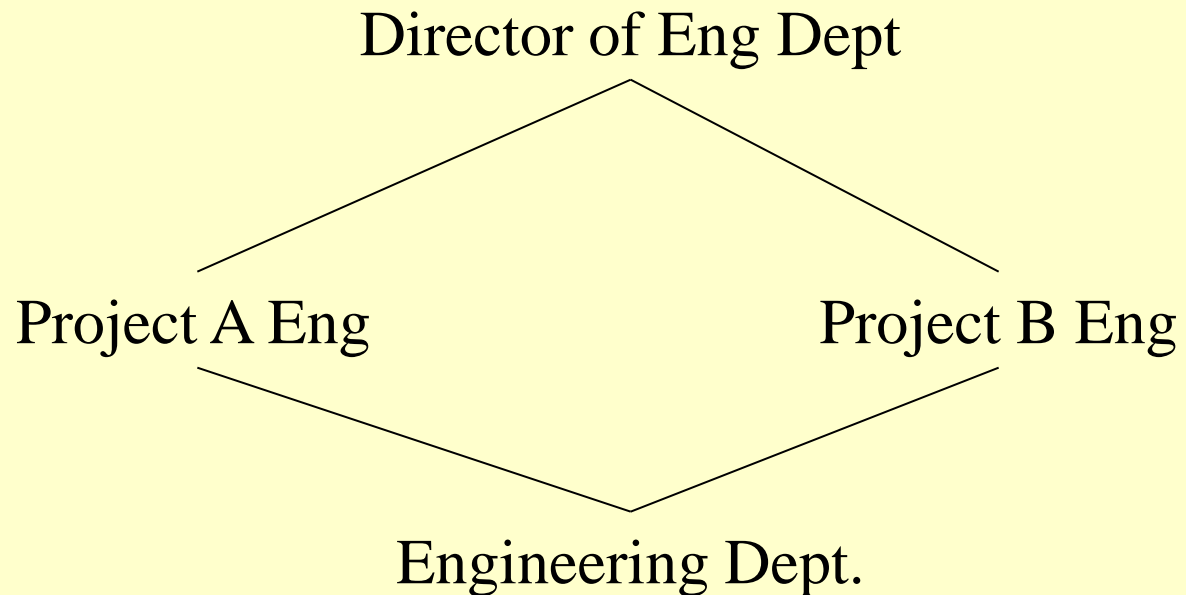 Director of Eng Dept
Project A Eng
Project B Eng
Engineering Dept.